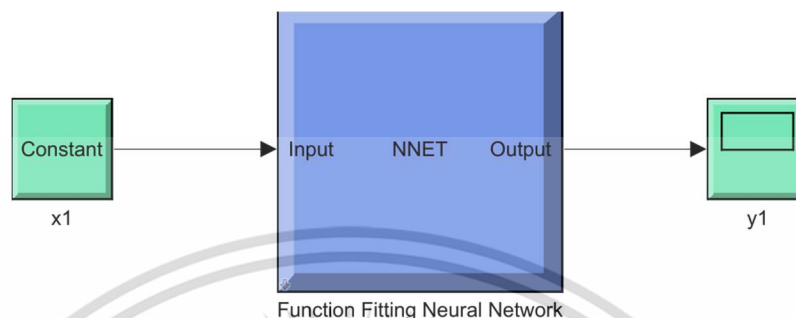 Constant
Input NNET Output
x1
y1
Function Fitting Neural Network